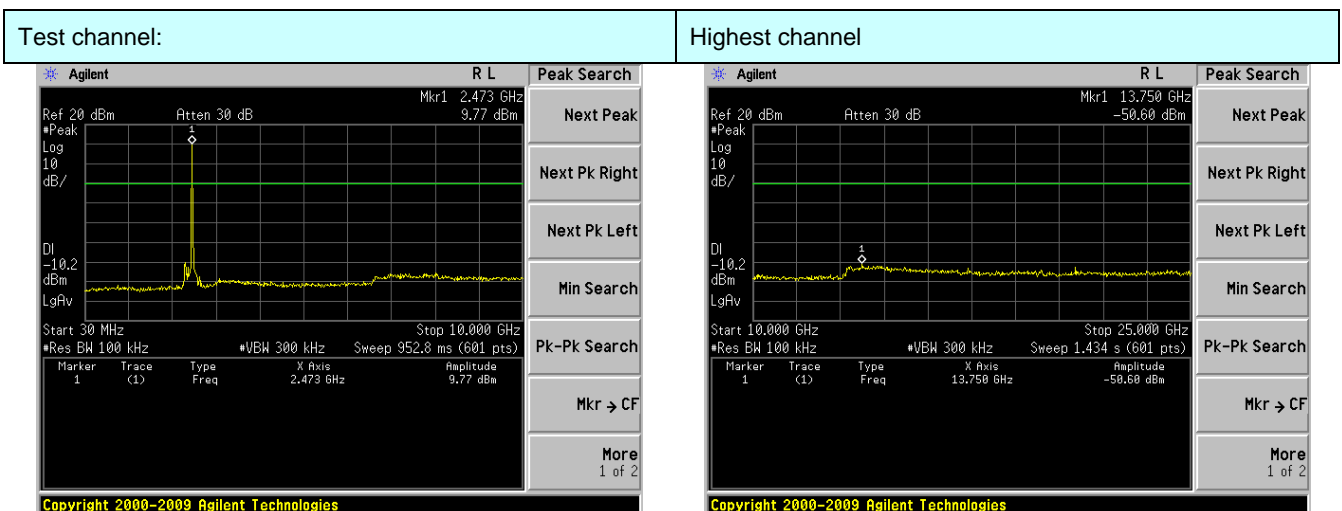 Test channel: Highest channel
Agilent R L Peak Search
Mkr1 2.473 GHz
Ref 20 dBm Atten 30 dB 9.77 dBm
#Peak
Log
10
dB/
1
DI
-10.2
dBm
LgAv
Start 30 MHz Stop 10.000 GHz
#Res BW 100 kHz #VBW 300 kHz Sweep 952.8 ms (601 pts)
Marker Trace Type X Axis Amplitude
1 (1) Freq 2.473 GHz 9.77 dBm
Next Peak
Next Pk Right
Next Pk Left
Min Search
Pk-Pk Search
Mkr → CF
More
1 of 2
Copyright 2000-2009 Agilent Technologies
Agilent R L Peak Search
Mkr1 13.750 GHz
Ref 20 dBm Atten 30 dB -50.60 dBm
#Peak
Log
10
dB/
1
DI
-10.2
dBm
LgAv
Start 10.000 GHz Stop 25.000 GHz
#Res BW 100 kHz #VBW 300 kHz Sweep 1.434 s (601 pts)
Marker Trace Type X Axis Amplitude
1 (1) Freq 13.750 GHz -50.60 dBm
Next Peak
Next Pk Right
Next Pk Left
Min Search
Pk-Pk Search
Mkr → CF
More
1 of 2
Copyright 2000-2009 Agilent Technologies